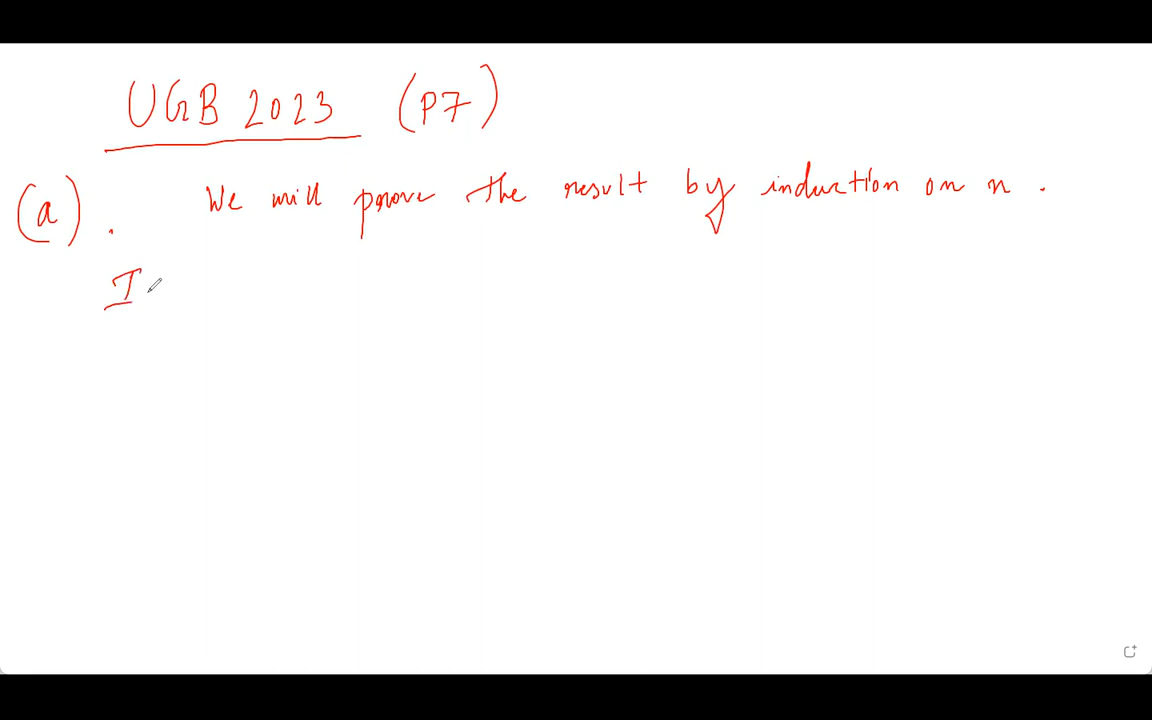 UGB 2023 (P7)
(a). We will prove the result by induction on n.
I